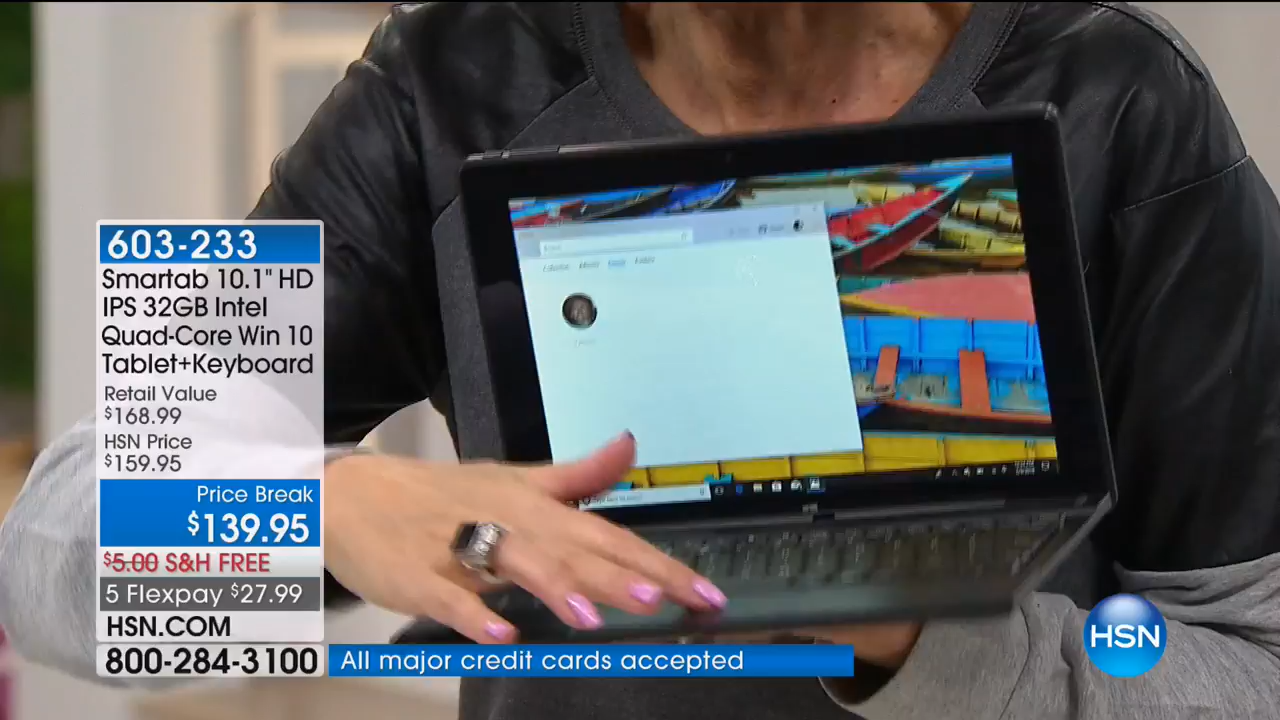 603-233
Smartab 10.1" HD
IPS 32GB Intel
Quad-Core Win 10
Tablet+Keyboard
Retail Value
$168.99
HSN Price
$159.95
Price Break
$139.95
$5.00 S&H FREE
5 Flexpay $27.99
HSN.COM
800-284-3100
All major credit cards accepted
HSN